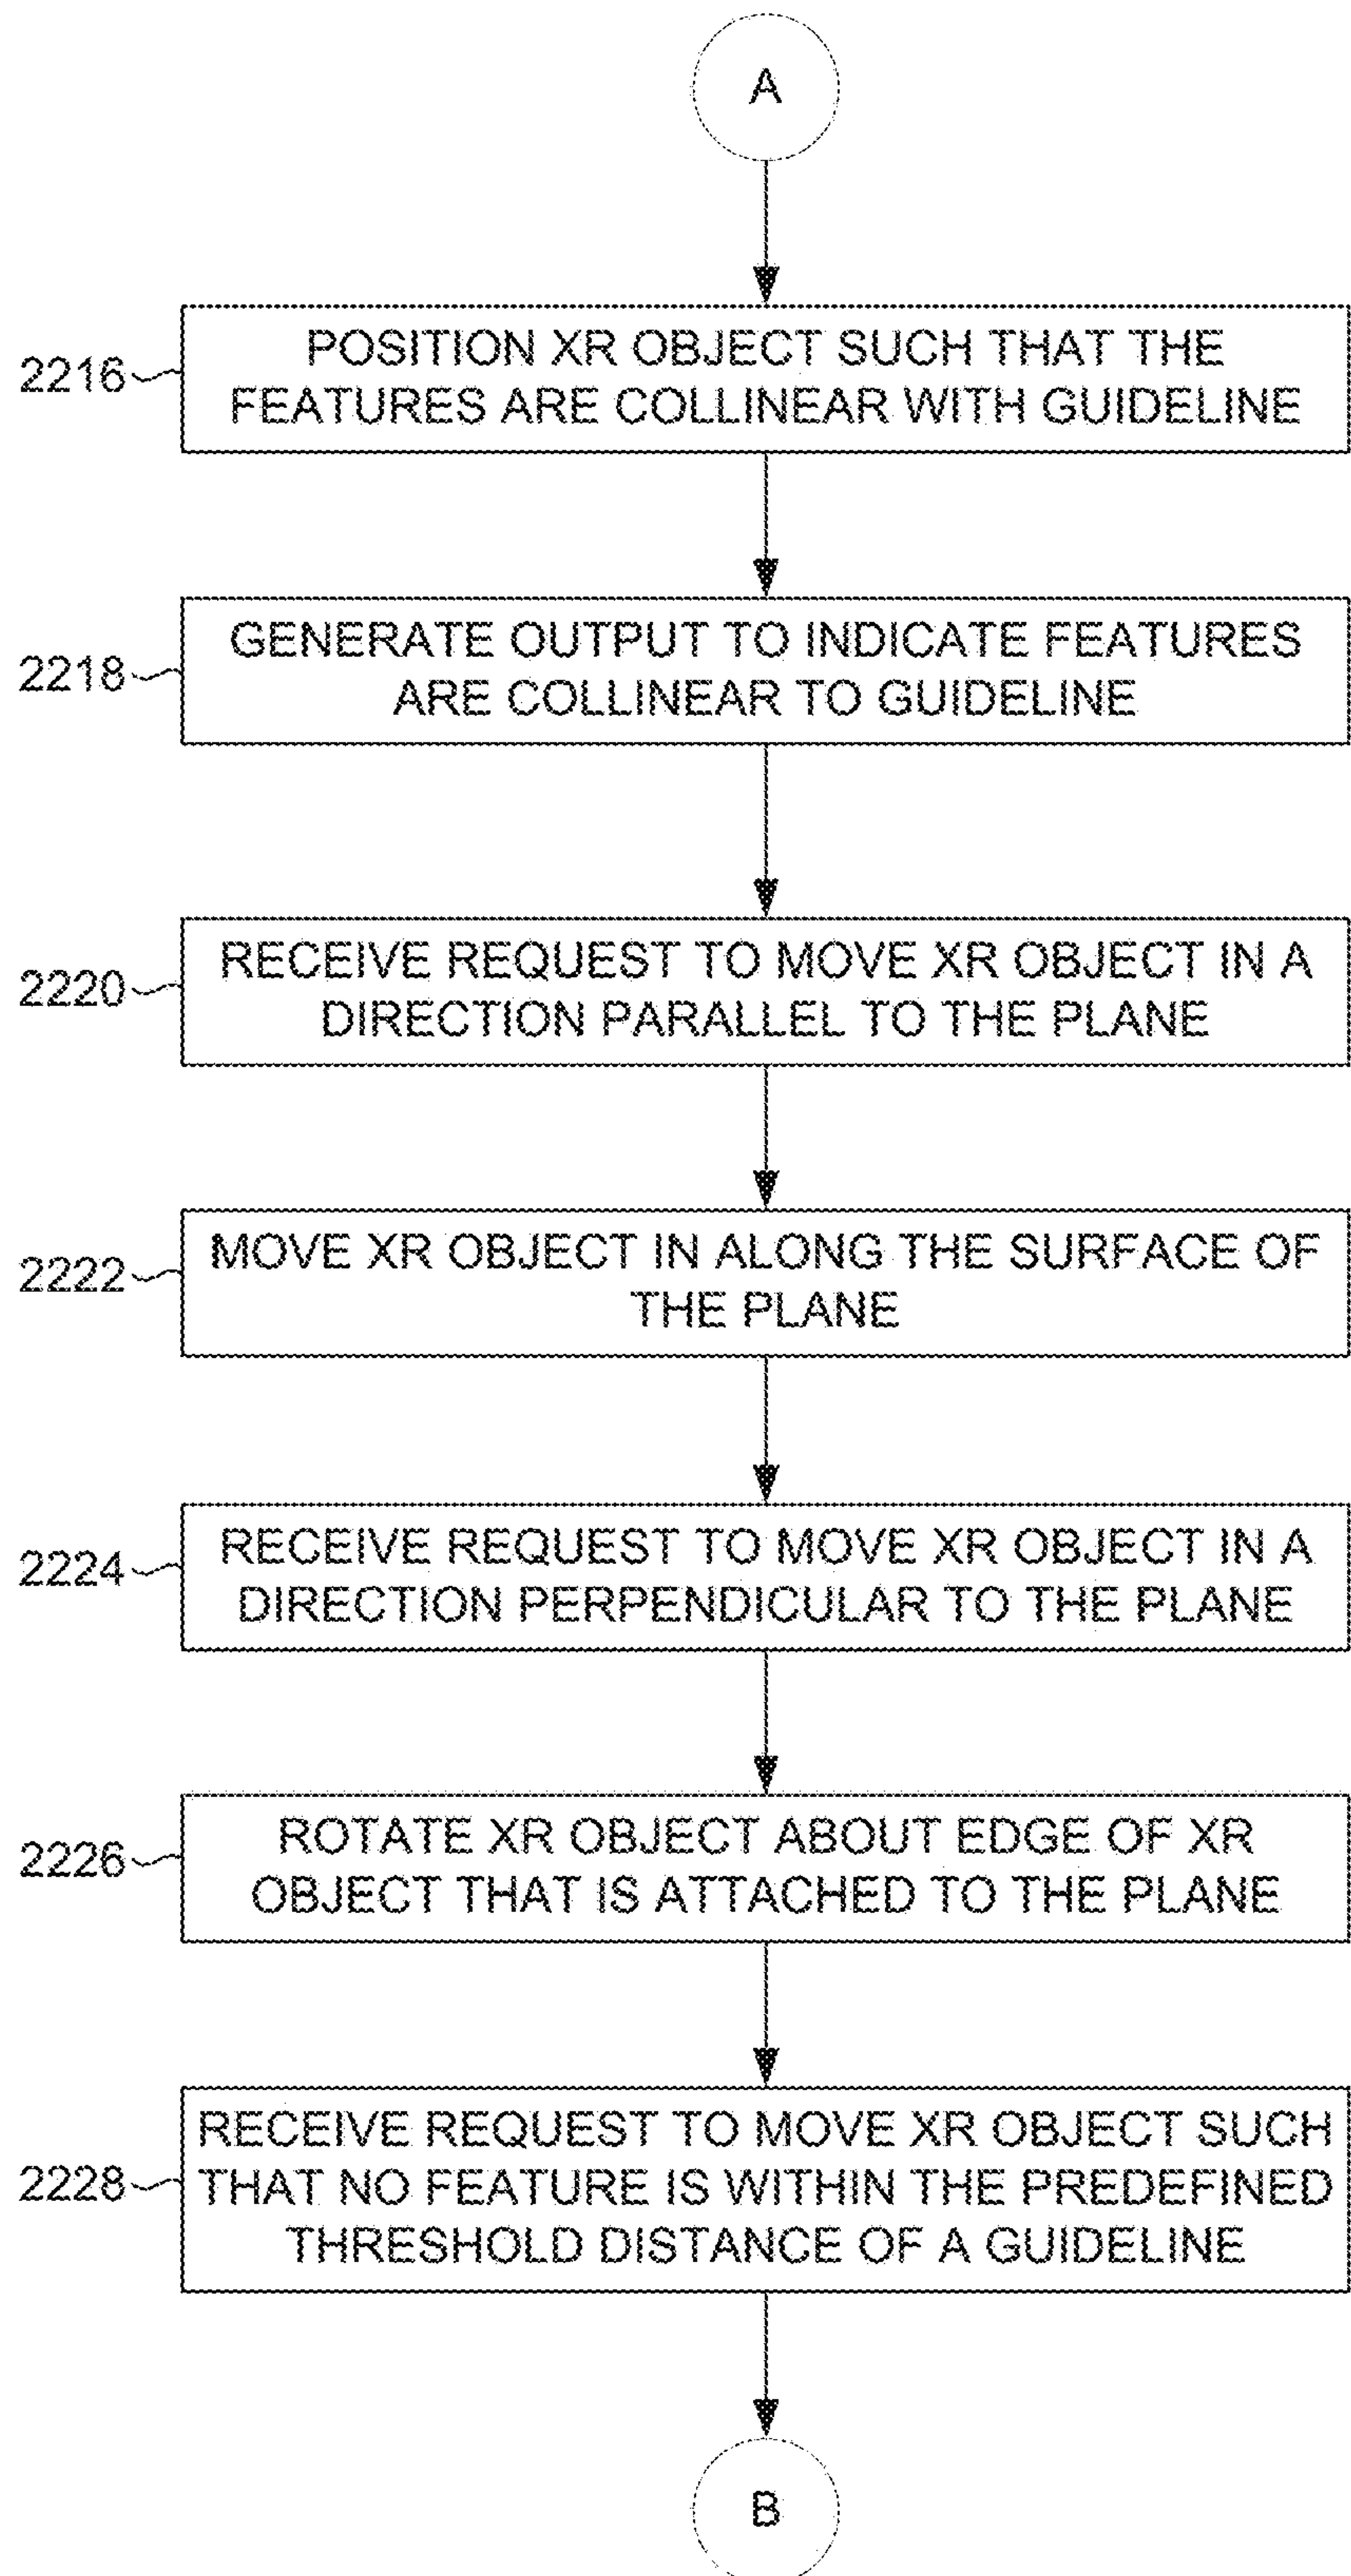 A
2216
POSITION XR OBJECT SUCH THAT THE
FEATURES ARE COLLINEAR WITH GUIDELINE
2218
GENERATE OUTPUT TO INDICATE FEATURES
ARE COLLINEAR TO GUIDELINE
2220
RECEIVE REQUEST TO MOVE XR OBJECT IN A
DIRECTION PARALLEL TO THE PLANE
2222
MOVE XR OBJECT IN ALONG THE SURFACE OF
THE PLANE
2224
RECEIVE REQUEST TO MOVE XR OBJECT IN A
DIRECTION PERPENDICULAR TO THE PLANE
2226
ROTATE XR OBJECT ABOUT EDGE OF XR
OBJECT THAT IS ATTACHED TO THE PLANE
2228
RECEIVE REQUEST TO MOVE XR OBJECT SUCH
THAT NO FEATURE IS WITHIN THE PREDEFINED
THRESHOLD DISTANCE OF A GUIDELINE
B